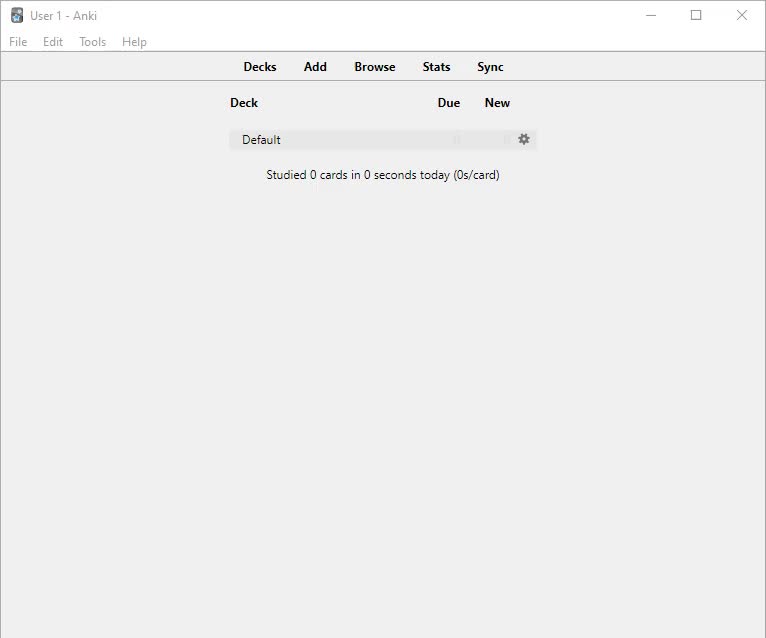 User 1 - Anki
File Edit Tools Help
Decks Add Browse Stats Sync
Deck Due New
Default 0 0
Studied 0 cards in 0 seconds today (0s/card)